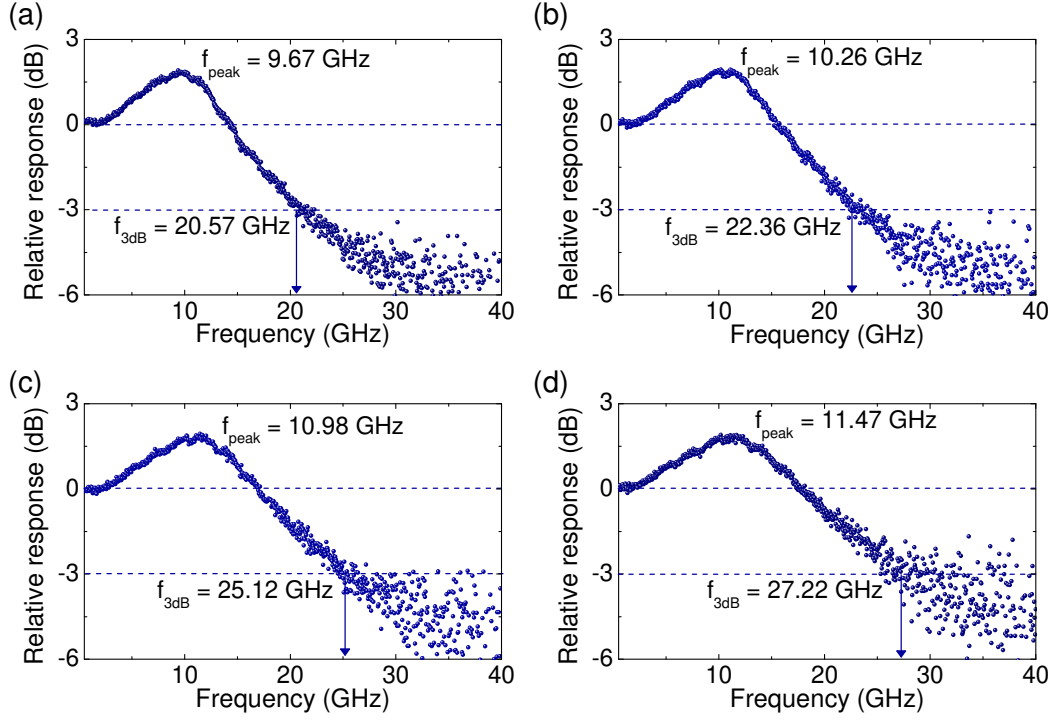 (a)
Relative response (dB)
3
0
-3
-6
f_peak = 9.67 GHz
f_3dB = 20.57 GHz
10 20 30 40
Frequency (GHz)
(b)
Relative response (dB)
3
0
-3
-6
f_peak = 10.26 GHz
f_3dB = 22.36 GHz
10 20 30 40
Frequency (GHz)
(c)
Relative response (dB)
3
0
-3
-6
f_peak = 10.98 GHz
f_3dB = 25.12 GHz
10 20 30 40
Frequency (GHz)
(d)
Relative response (dB)
3
0
-3
-6
f_peak = 11.47 GHz
f_3dB = 27.22 GHz
10 20 30 40
Frequency (GHz)